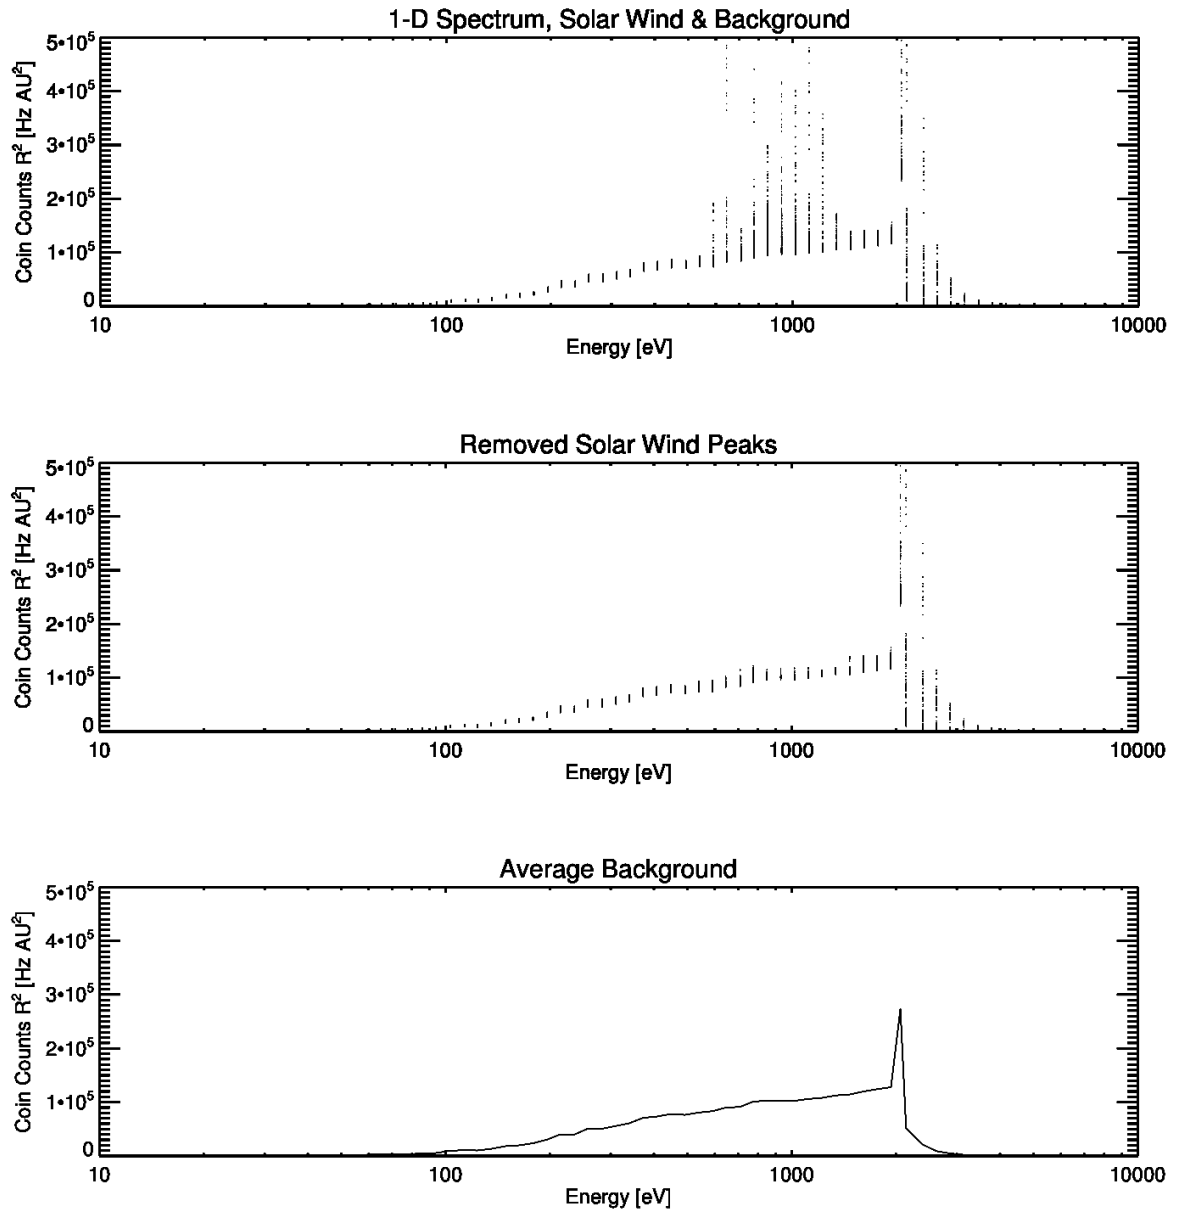 1-D Spectrum, Solar Wind & Background
Coin Counts R² [Hz AU²]
5•10⁵
4•10⁵
3•10⁵
2•10⁵
1•10⁵
0
10 100 1000 10000
Energy [eV]
Removed Solar Wind Peaks
Coin Counts R² [Hz AU²]
5•10⁵
4•10⁵
3•10⁵
2•10⁵
1•10⁵
0
10 100 1000 10000
Energy [eV]
Average Background
Coin Counts R² [Hz AU²]
5•10⁵
4•10⁵
3•10⁵
2•10⁵
1•10⁵
0
10 100 1000 10000
Energy [eV]